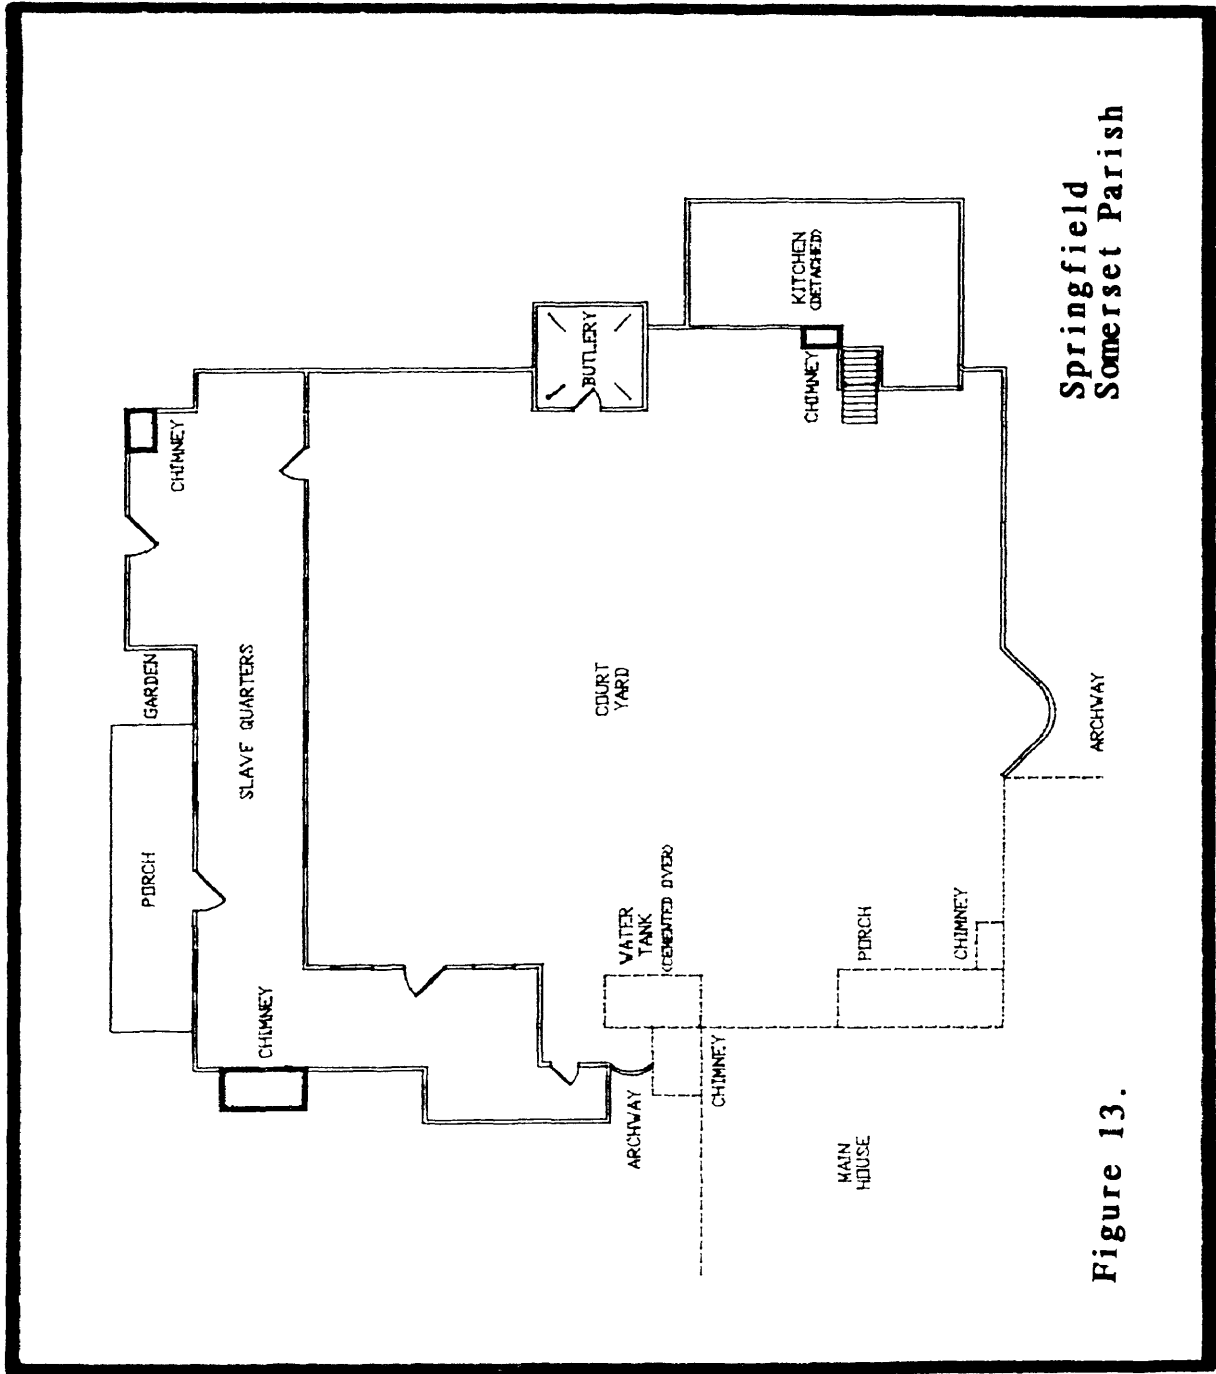 PORCH
GARDEN
CHIMNEY
SLAVE QUARTERS
CHIMNEY
BUTLERY
COURT
YARD
WATER
TANK
(CEMENTED OVER)
ARCHWAY
CHIMNEY
KITCHEN
(DETACHED)
CHIMNEY
MAIN
HOUSE
PORCH
CHIMNEY
ARCHWAY
Springfield
Somerset Parish
Figure 13.